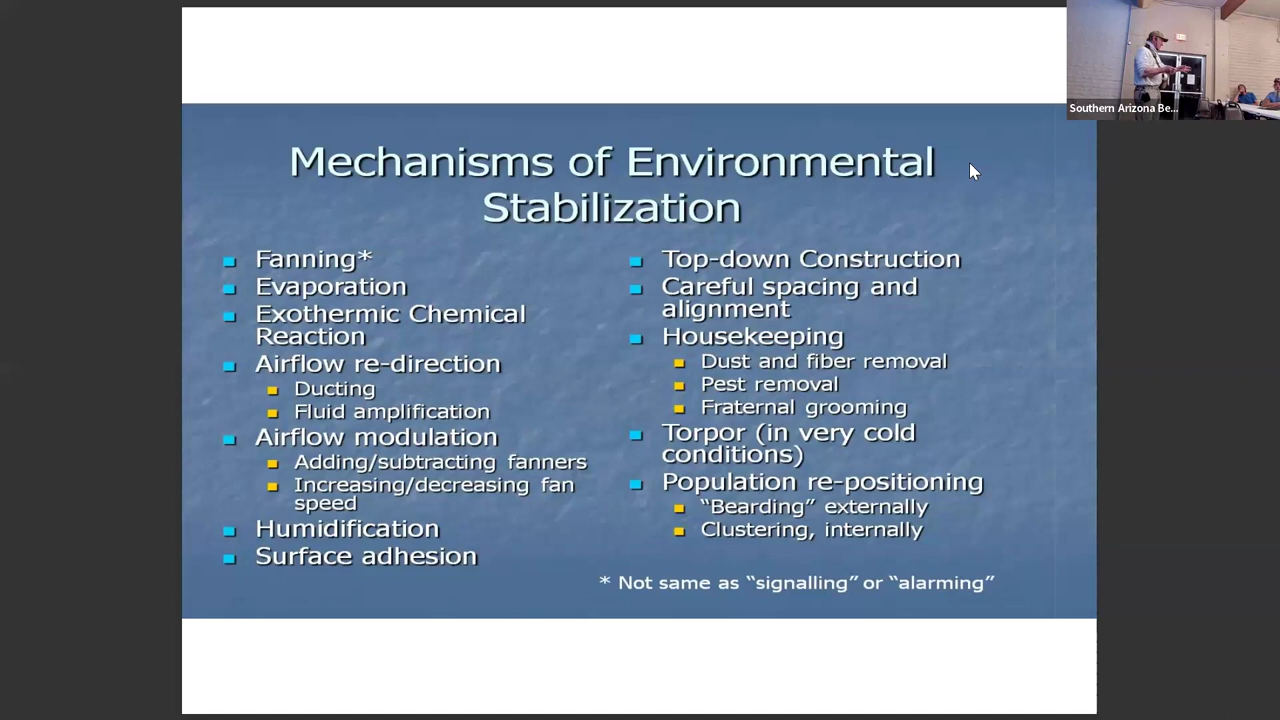 Mechanisms of Environmental
Stabilization
Fanning*
Evaporation
Exothermic Chemical
Reaction
Airflow re-direction
Ducting
Fluid amplification
Airflow modulation
Adding/subtracting fanners
Increasing/decreasing fan
speed
Humidification
Surface adhesion
Top-down Construction
Careful spacing and
alignment
Housekeeping
Dust and fiber removal
Pest removal
Fraternal grooming
Torpor (in very cold
conditions)
Population re-positioning
“Bearding” externally
Clustering, internally
* Not same as “signalling” or “alarming”
Southern Arizona Be...